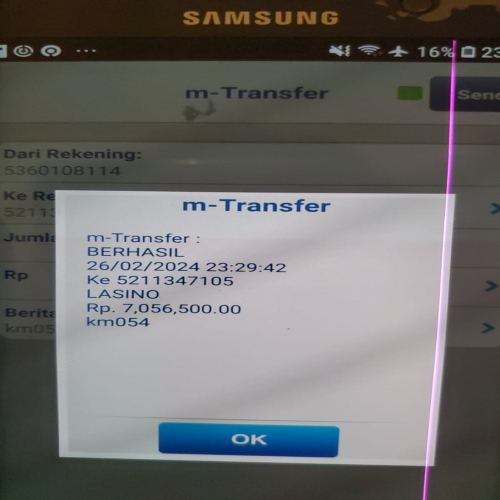 SAMSUNG
16%
m-Transfer
Send
Dari Rekening:
5360108114
Ke Re
5211
Jumla
Rp
Berita
km05
m-Transfer
m-Transfer :
BERHASIL
26/02/2024 23:29:42
Ke 5211347105
LASINO
Rp. 7,056,500.00
km054
OK